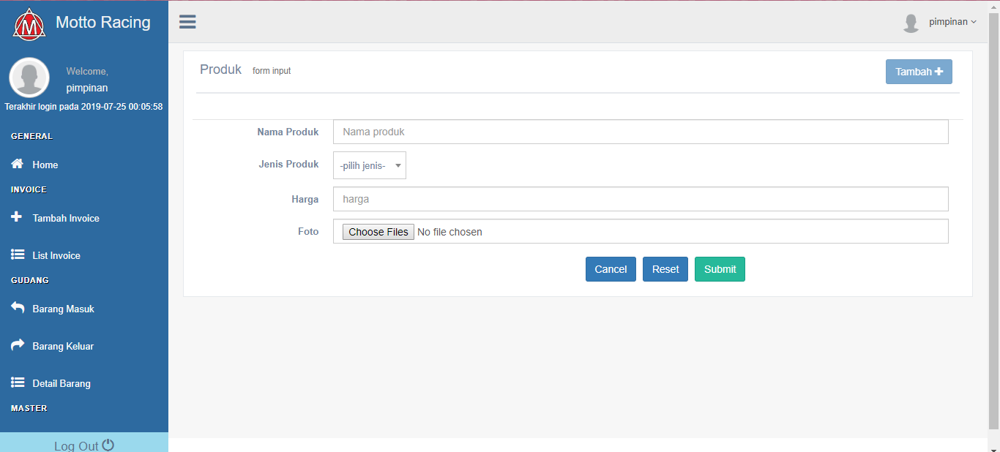 M
Motto Racing
Welcome,
pimpinan
Terakhir login pada 2019-07-25 00:05:58
GENERAL
Home
INVOICE
Tambah Invoice
List Invoice
GUDANG
Barang Masuk
Barang Keluar
Detail Barang
MASTER
Log Out
pimpinan
Produk form input
Tambah
Nama Produk Nama produk
Jenis Produk -pilih jenis-
Harga harga
Foto Choose Files No file chosen
Cancel Reset Submit